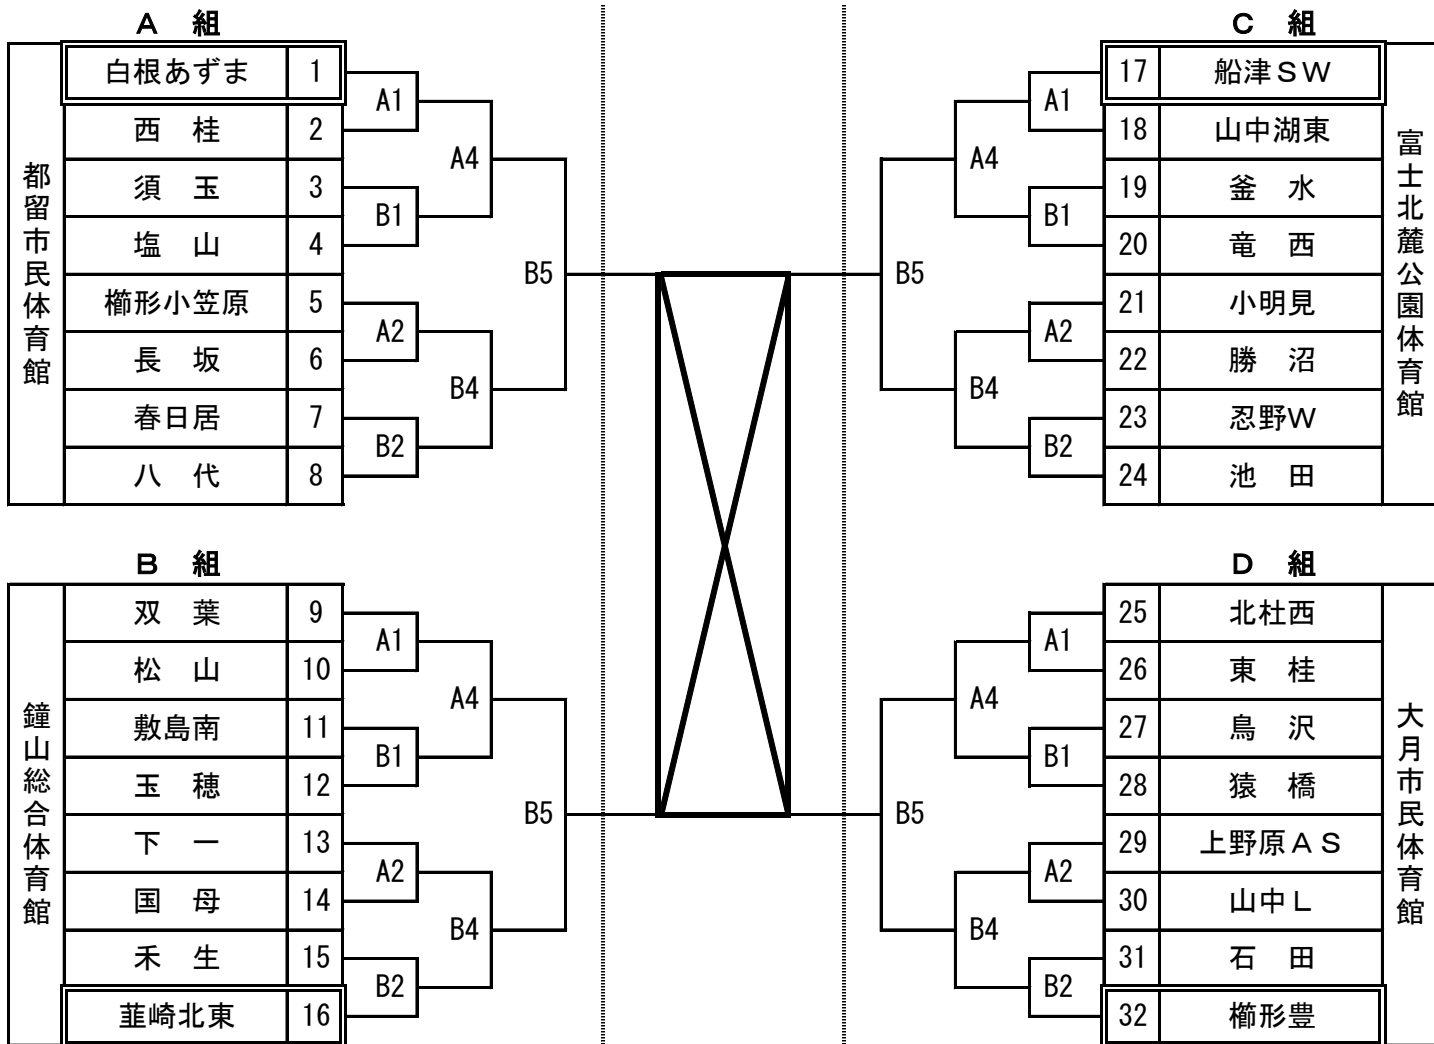 A 組
都留市民体育館
白根あずま 1
西 桂 2
須 玉 3
塩 山 4
櫛形小笠原 5
長 坂 6
春日居 7
八 代 8
A1
B1
A2
B2
A4
B4
B5
B 組
鐘山総合体育館
双 葉 9
松 山 10
敷島南 11
玉 穂 12
下 一 13
国 母 14
禾 生 15
韮崎北東 16
A1
B1
A2
B2
A4
B4
B5
C 組
富士北麓公園体育館
17 船津SW
18 山中湖東
19 釜 水
20 竜 西
21 小明見
22 勝 沼
23 忍野W
24 池 田
A1
B1
A2
B2
A4
B4
B5
D 組
大月市民体育館
25 北杜西
26 東 桂
27 鳥 沢
28 猿 橋
29 上野原AS
30 山中L
31 石 田
32 櫛形豊
A1
B1
A2
B2
A4
B4
B5